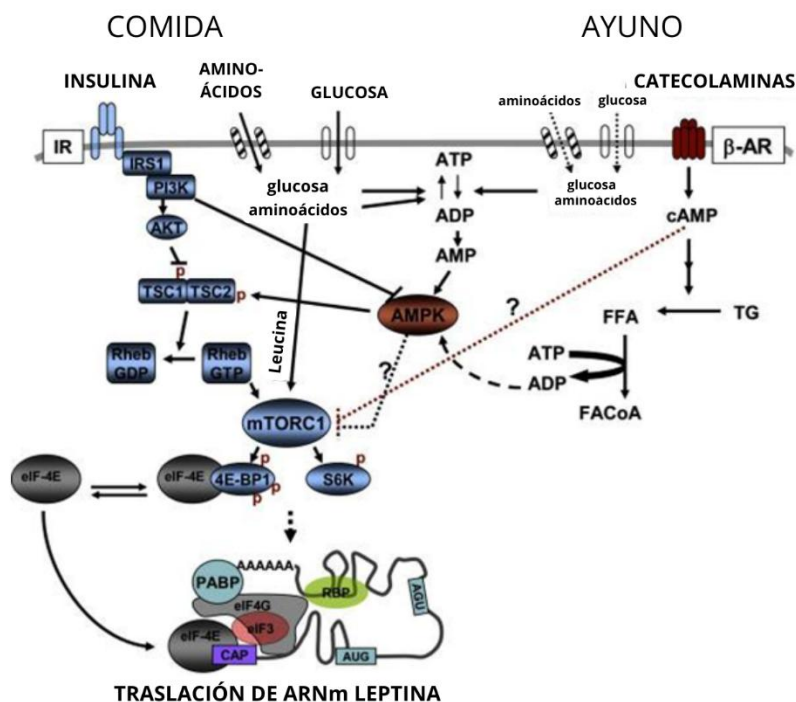 COMIDA
AYUNO
INSULINA
AMINO-
ÁCIDOS
GLUCOSA
aminoácidos
glucosa
CATECOLAMINAS
IR
β-AR
IRS1
PI3K
AKT
glucosa
aminoácidos
ATP
ADP
AMP
glucosa
aminoácidos
cAMP
p
TSC1
TSC2
p
AMPK
?
FFA
TG
Rheb
GDP
Rheb
GTP
Leucina
?
ATP
ADP
FACoA
mTORC1
eIF-4E
eIF-4E
4E-BP1
p
p
p
S6K
p
AAAAAA
PABP
RBP
AGU
eIF4G
eIF3
eIF-4E
CAP
AUG
TRASLACIÓN DE ARNm LEPTINA